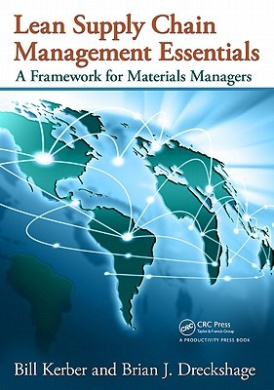 Lean Supply Chain
Management Essentials
A Framework for Materials Managers
CRC Press
Taylor & Francis Group
A PRODUCTIVITY PRESS BOOK
Bill Kerber and Brian J. Dreckshage